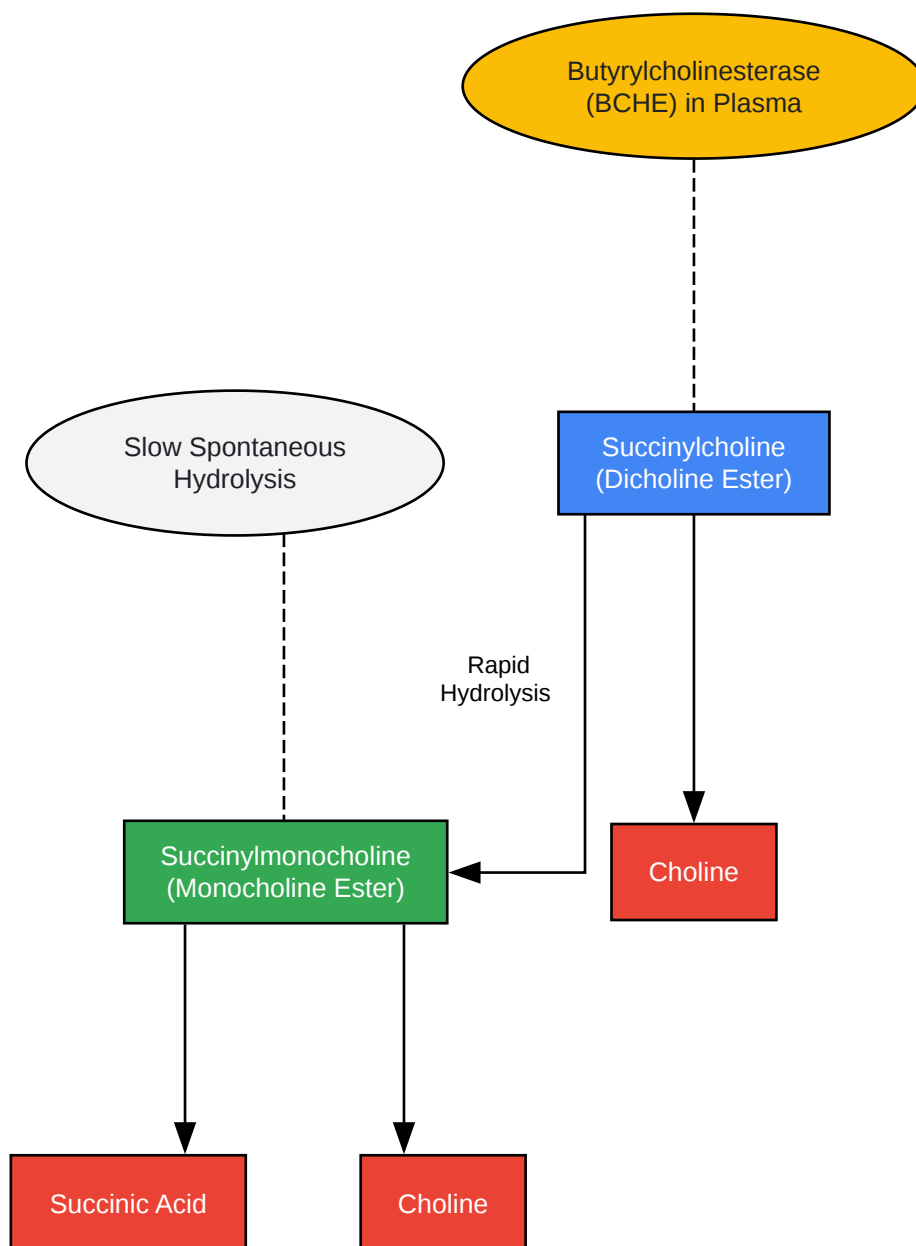 Butyrylcholinesterase
(BCHE) in Plasma
Slow Spontaneous
Hydrolysis
Succinylcholine
(Dicholine Ester)
Rapid
Hydrolysis
Succinylmonocholine
(Monocholine Ester)
Choline
Succinic Acid
Choline